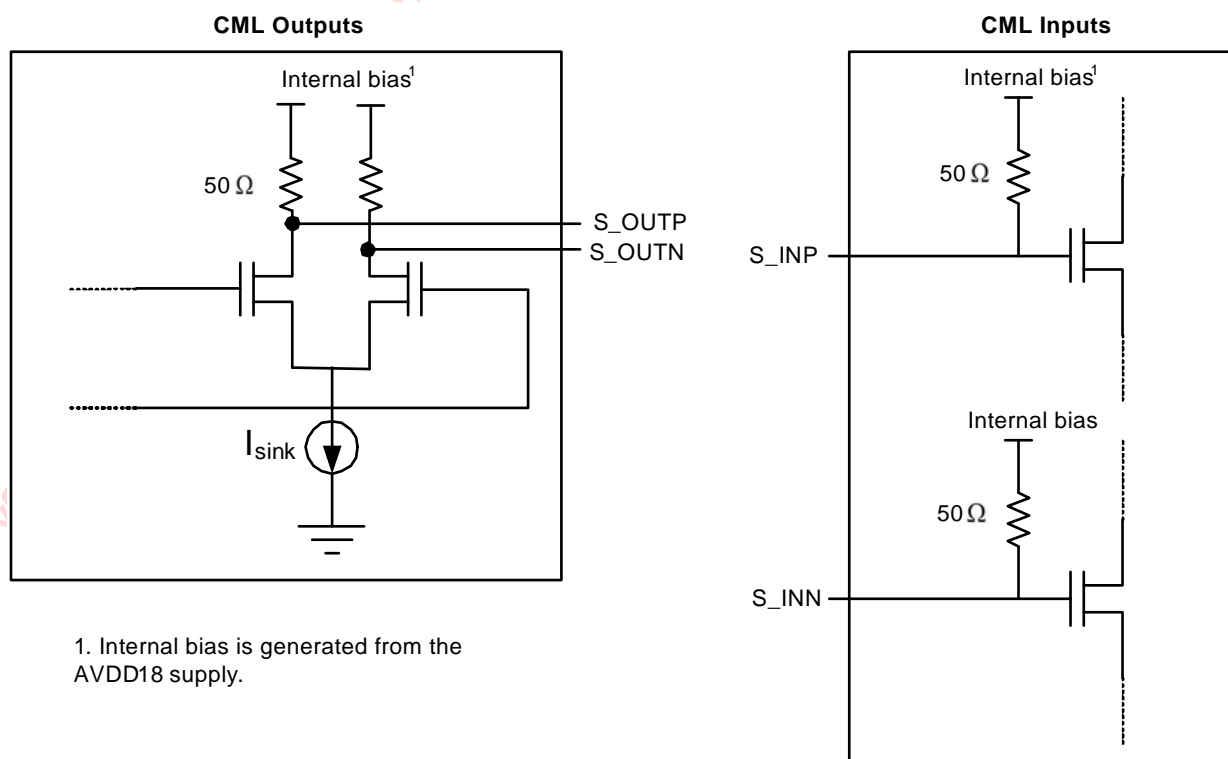 CML Outputs
Internal bias1
50 Ω
S_OUTP
S_OUTN
Isink
1. Internal bias is generated from the
AVDD18 supply.
CML Inputs
Internal bias1
50 Ω
S_INP
Internal bias
50 Ω
S_INN